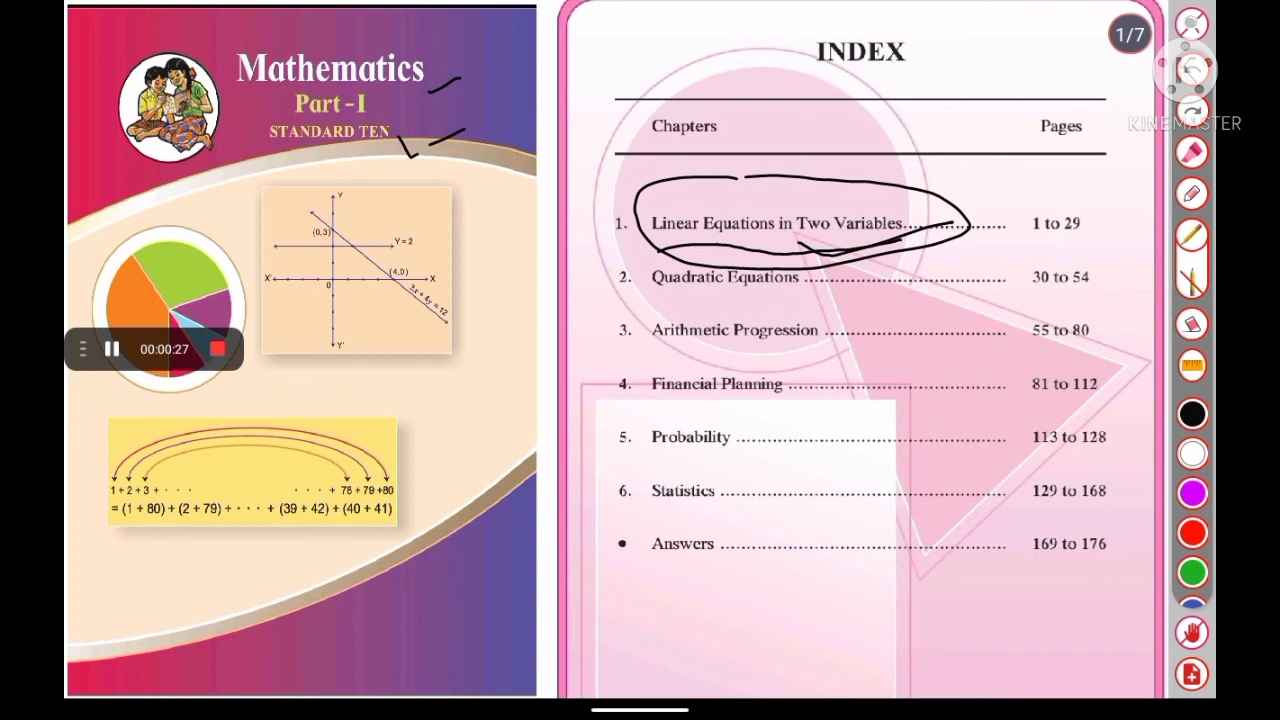 Mathematics
Part -I
STANDARD TEN
Y
(0,3)
Y = 2
(4,0)
X'
0
X
3x + 4y = 12
Y'
00:00:27
1 + 2 + 3 + · · · · · · · · + 78 + 79 +80
= (1 + 80) + (2 + 79) + · · · + (39 + 42) + (40 + 41)
1/7
KINEMASTER
INDEX
Chapters Pages
1. Linear Equations in Two Variables.................... 1 to 29
2. Quadratic Equations ........................................ 30 to 54
3. Arithmetic Progression .................................... 55 to 80
4. Financial Planning .......................................... 81 to 112
5. Probability ..................................................... 113 to 128
6. Statistics ........................................................ 129 to 168
• Answers ........................................................ 169 to 176